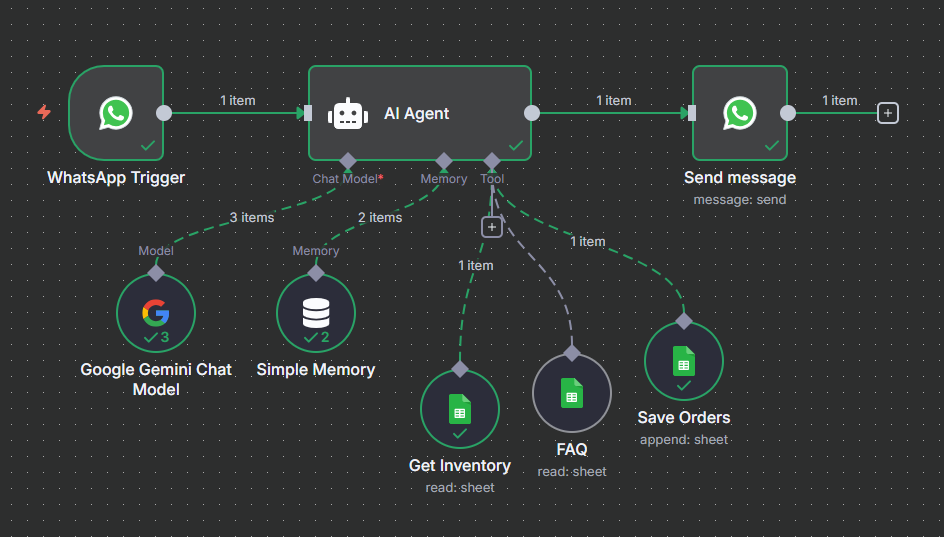 1 item
1 item
1 item
AI Agent
WhatsApp Trigger
Send message
message: send
Chat Model*
Memory
Tool
3 items
2 items
1 item
1 item
Model
Memory
3
2
Google Gemini Chat
Model
Simple Memory
Get Inventory
read: sheet
FAQ
read: sheet
Save Orders
append: sheet